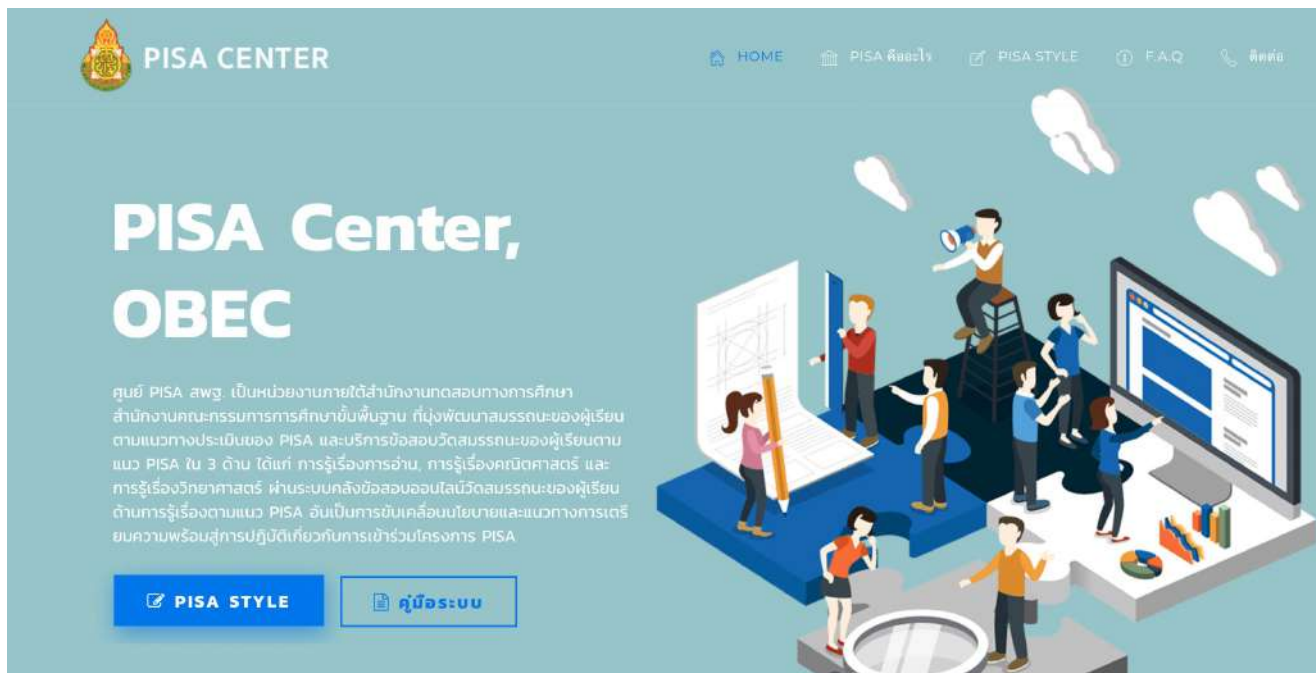 PISA CENTER
HOME
PISA คืออะไร
PISA STYLE
F.A.Q
ติดต่อ
PISA Center,
OBEC
ศูนย์ PISA สพฐ. เป็นหน่วยงานภายใต้สำนักงานทดสอบทางการศึกษา
สำนักงานคณะกรรมการการศึกษาขั้นพื้นฐาน ที่มุ่งพัฒนาสมรรถนะของผู้เรียน
ตามแนวทางประเมินของ PISA และบริการข้อสอบวัดสมรรถนะของผู้เรียนตาม
แนว PISA ใน 3 ด้าน ได้แก่ การรู้เรื่องการอ่าน, การรู้เรื่องคณิตศาสตร์ และ
การรู้เรื่องวิทยาศาสตร์ ผ่านระบบคลังข้อสอบออนไลน์วัดสมรรถนะของผู้เรียน
ด้านการรู้เรื่องตามแนว PISA อันเป็นการขับเคลื่อนนโยบายและแนวทางการเตรี
ยมความพร้อมสู่การปฏิบัติเกี่ยวกับการเข้าร่วมโครงการ PISA
PISA STYLE
คู่มือระบบ